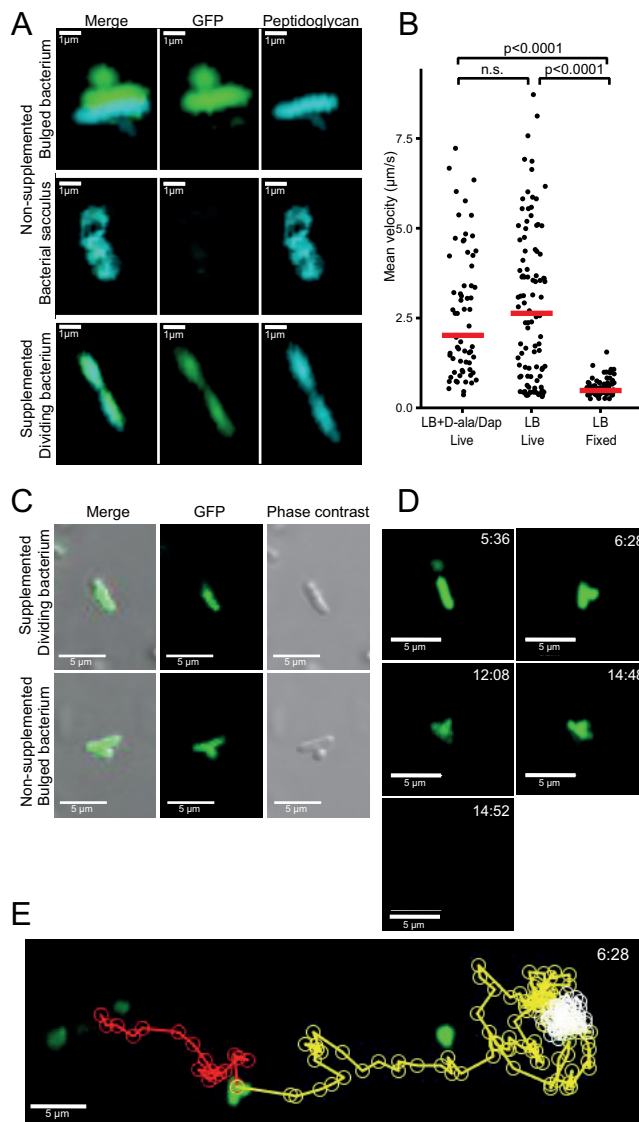 A
Merge GFP Peptidoglycan
1µm 1µm 1µm
Non-supplemented
Bulged bacterium
1µm 1µm 1µm
Bacterial sacculus
1µm 1µm 1µm
Supplemented
Dividing bacterium
B
p<0.0001
n.s. p<0.0001
Mean velocity (µm/s)
7.5
5.0
2.5
0.0
LB+D-ala/Dap LB LB
Live Live Fixed
C
Merge GFP Phase contrast
Supplemented
Dividing bacterium
5 µm 5 µm 5 µm
Non-supplemented
Bulged bacterium
5 µm 5 µm 5 µm
D
5:36 6:28
5 µm 5 µm
12:08 14:48
5 µm 5 µm
14:52
5 µm
E
6:28
5 µm